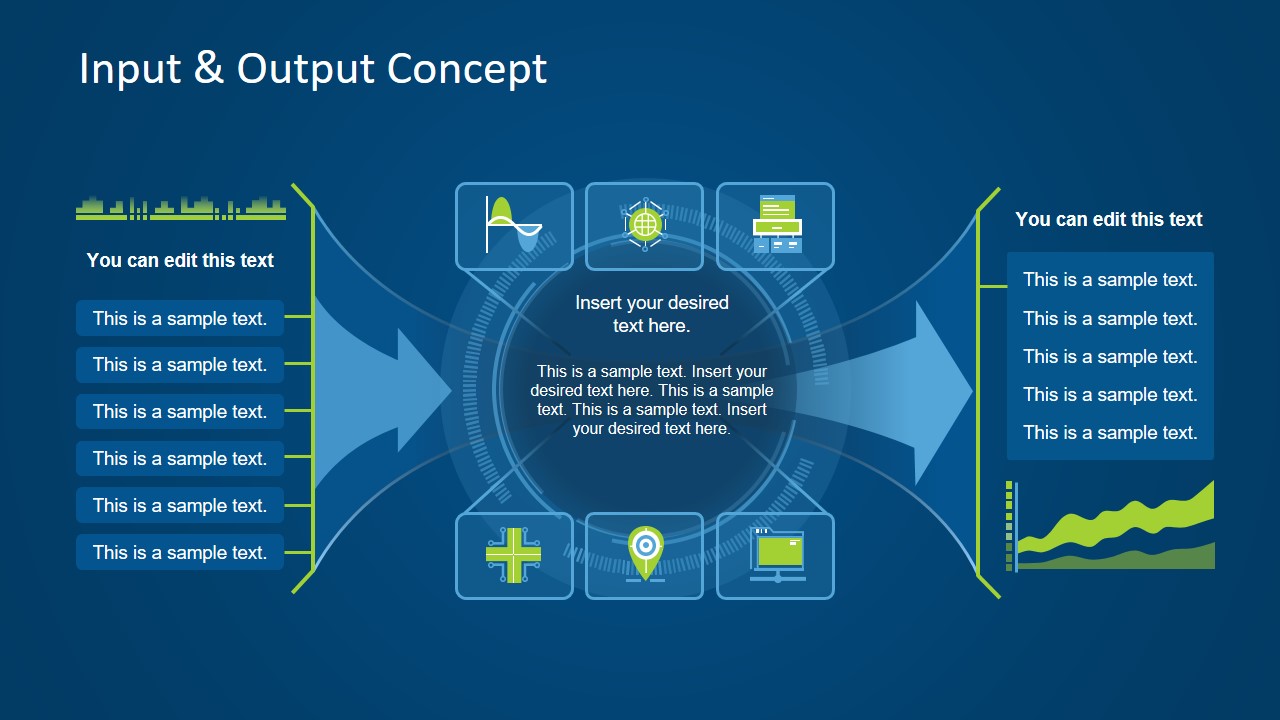 Input & Output Concept
You can edit this text
This is a sample text.
This is a sample text.
This is a sample text.
This is a sample text.
This is a sample text.
This is a sample text.
Insert your desired
text here.
This is a sample text. Insert your
desired text here. This is a sample
text. This is a sample text. Insert
your desired text here.
You can edit this text
This is a sample text.
This is a sample text.
This is a sample text.
This is a sample text.
This is a sample text.